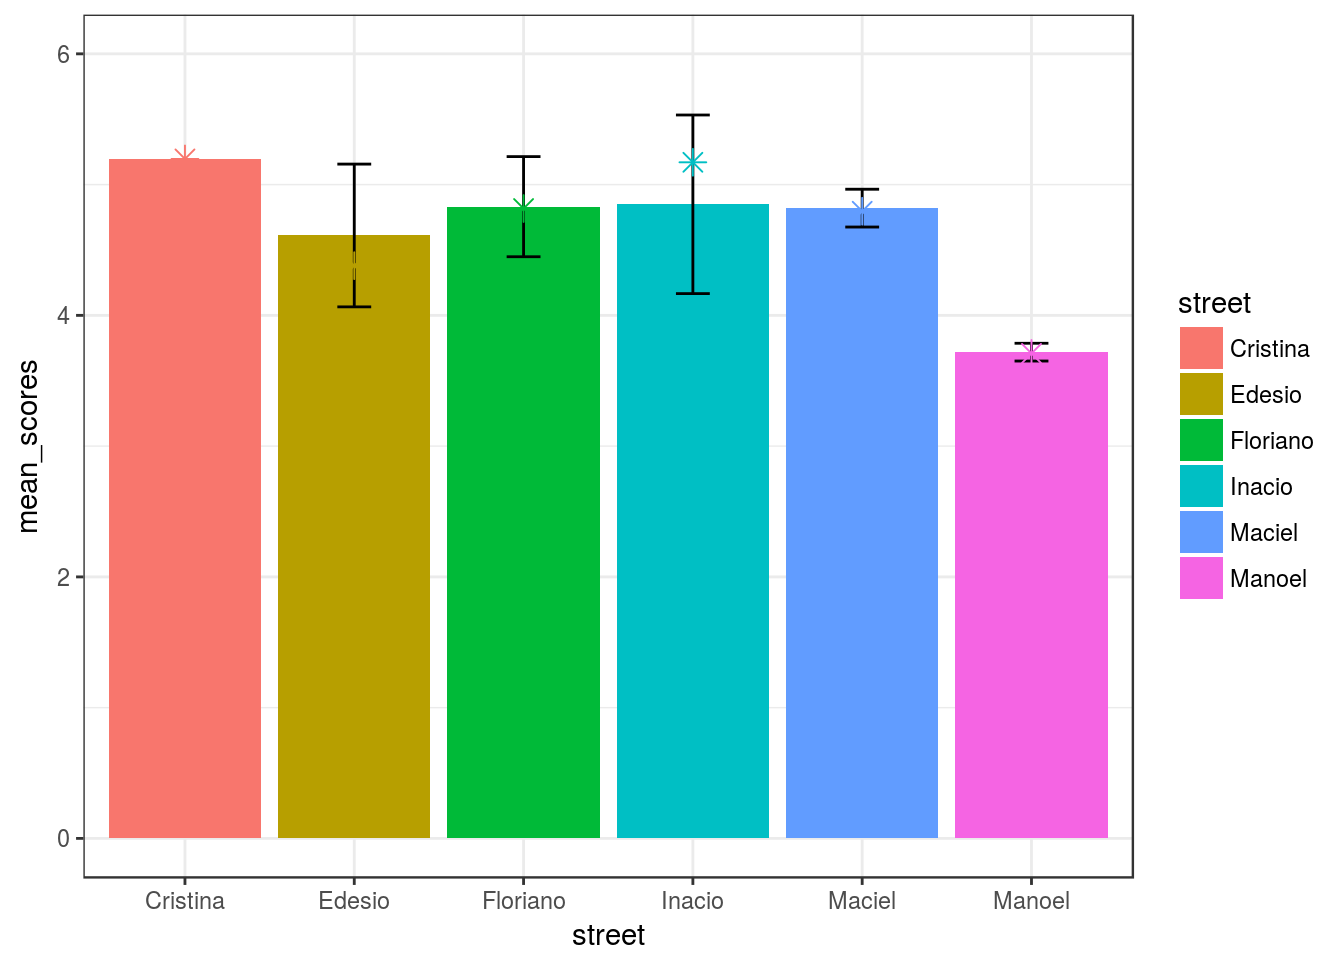 6
4
2
0
mean_scores
Cristina
Edesio
Floriano
Inacio
Maciel
Manoel
street
street
Cristina
Edesio
Floriano
Inacio
Maciel
Manoel